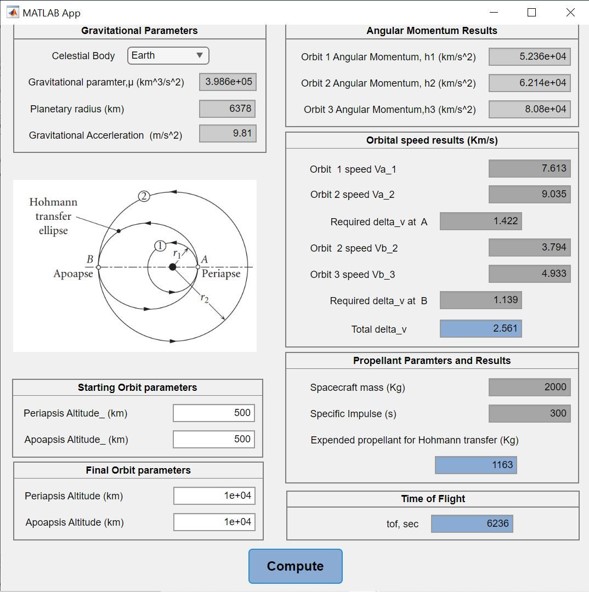 MATLAB App
Gravitational Parameters
Celestial Body Earth
Gravitational paramter,μ (km^3/s^2) 3.986e+05
Planetary radius (km) 6378
Gravitational Accerleration (m/s^2) 9.81
Hohmann
transfer
ellipse
2
1
r1
B
A
Apoapse
Periapse
r2
Starting Orbit parameters
Periapsis Altitude_ (km) 500
Apoapsis Altitude_ (km) 500
Final Orbit parameters
Periapsis Altitude (km) 1e+04
Apoapsis Altitude (km) 1e+04
Angular Momentum Results
Orbit 1 Angular Momentum, h1 (km/s^2) 5.236e+04
Orbit 2 Angular Momentum, h2 (km/s^2) 6.214e+04
Orbit 3 Angular Momentum,h3 (km/s^2) 8.08e+04
Orbital speed results (Km/s)
Orbit 1 speed Va_1 7.613
Orbit 2 speed Va_2 9.035
Required delta_v at A 1.422
Orbit 2 speed Vb_2 3.794
Orbit 3 speed Vb_3 4.933
Required delta_v at B 1.139
Total delta_v 2.561
Propellant Paramters and Results
Spacecraft mass (Kg) 2000
Specific Impulse (s) 300
Expended propellant for Hohmann transfer (Kg)
1163
Time of Flight
tof, sec 6236
Compute